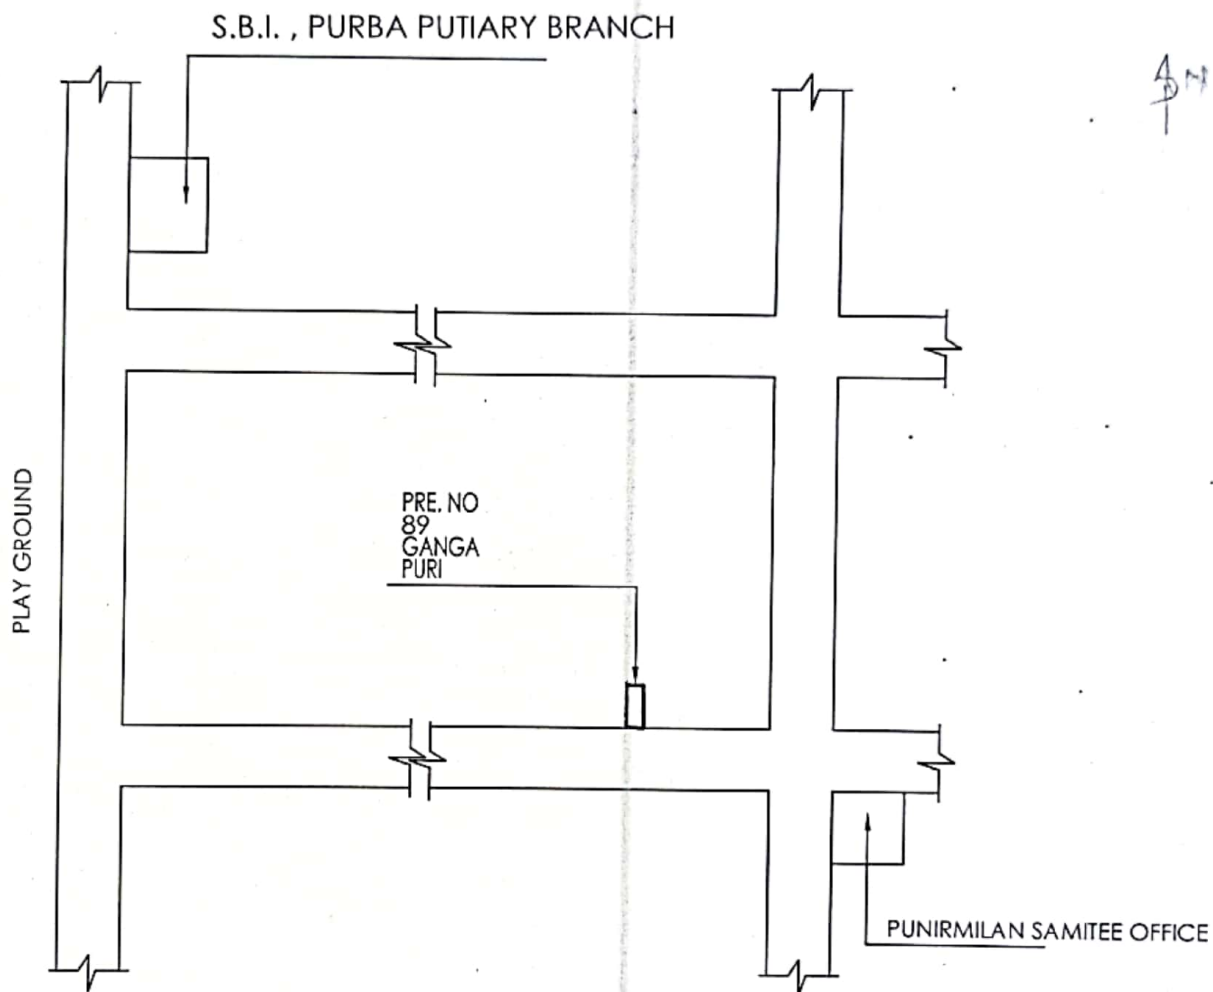 S.B.I. , PURBA PUTIARY BRANCH
N
PLAY GROUND
PRE. NO
89
GANGA
PURI
PUNIRMILAN SAMITEE OFFICE